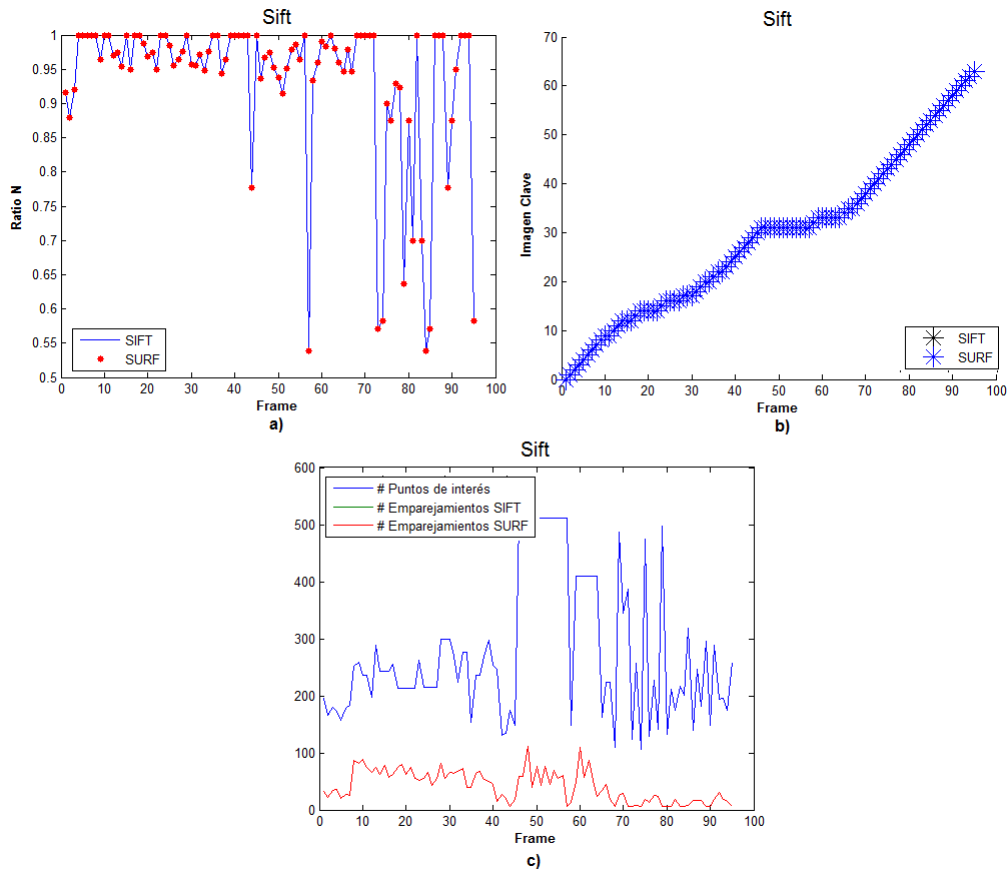 Sift
Ratio N
1
0.95
0.9
0.85
0.8
0.75
0.7
0.65
0.6
0.55
0.5
SIFT
SURF
0 10 20 30 40 50 60 70 80 90 100
Frame
a)
Sift
Imagen Clave
70
60
50
40
30
20
10
0
SIFT
SURF
0 10 20 30 40 50 60 70 80 90 100
Frame
b)
Sift
600
500
400
300
200
100
0
# Puntos de interés
# Emparejamientos SIFT
# Emparejamientos SURF
0 10 20 30 40 50 60 70 80 90 100
Frame
c)